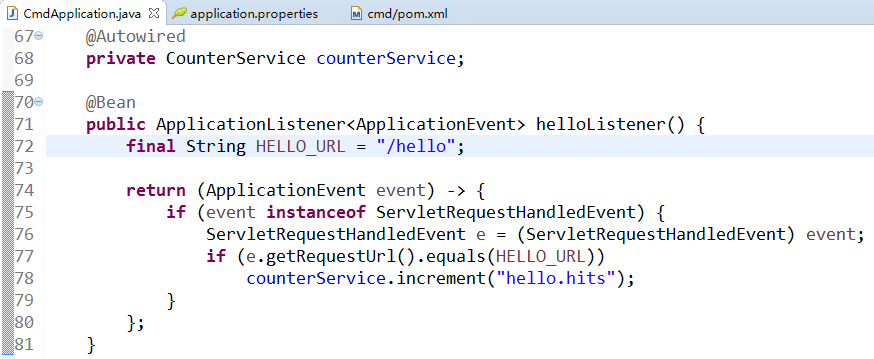 CmdApplication.java application.properties cmd/pom.xml
67 @Autowired
68 private CounterService counterService;
69
70 @Bean
71 public ApplicationListener<ApplicationEvent> helloListener() {
72 final String HELLO_URL = "/hello";
73
74 return (ApplicationEvent event) -> {
75 if (event instanceof ServletRequestHandledEvent) {
76 ServletRequestHandledEvent e = (ServletRequestHandledEvent) event;
77 if (e.getRequestUrl().equals(HELLO_URL))
78 counterService.increment("hello.hits");
79 }
80 };
81 }